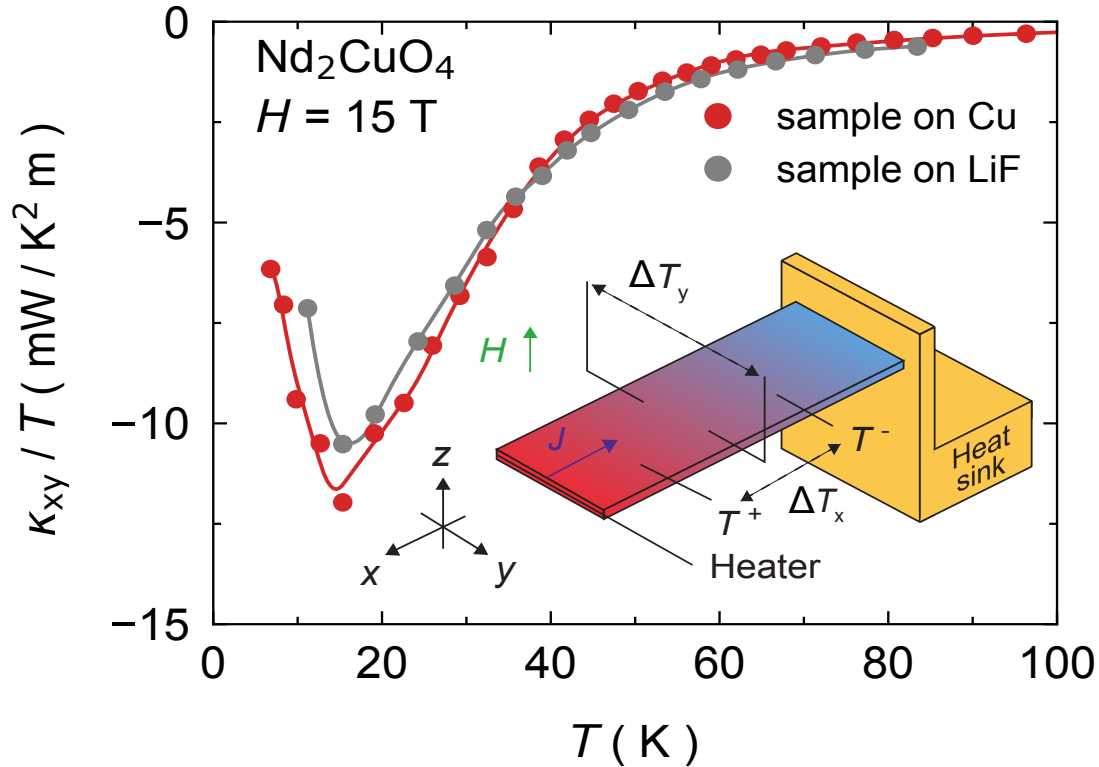 0
Nd₂CuO₄
H = 15 T
sample on Cu
sample on LiF
−5
−10
−15
κxy / T ( mW / K² m )
ΔTy
H
J
T⁻
T⁺
ΔTx
Heat
sink
Heater
z
x
y
0 20 40 60 80 100
T ( K )